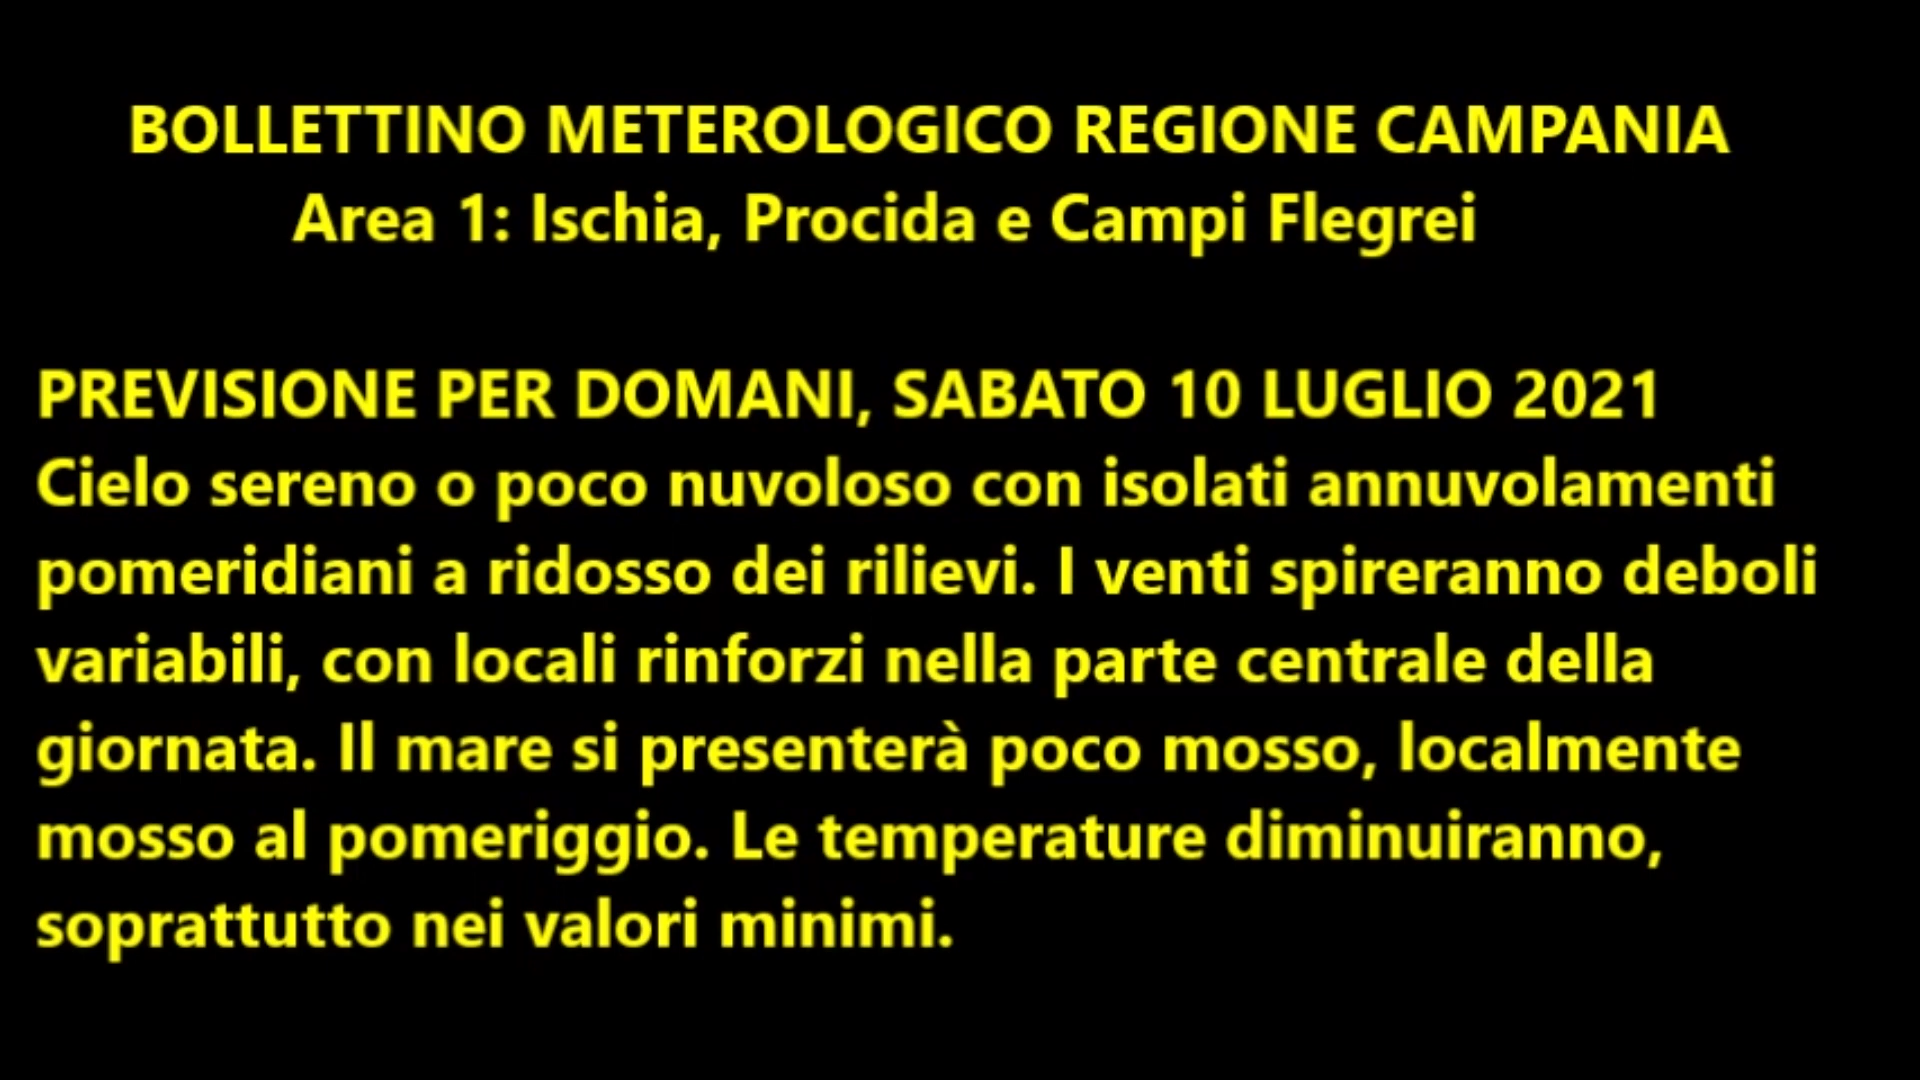 BOLLETTINO METEROLOGICO REGIONE CAMPANIA
Area 1: Ischia, Procida e Campi Flegrei
PREVISIONE PER DOMANI, SABATO 10 LUGLIO 2021
Cielo sereno o poco nuvoloso con isolati annuvolamenti
pomeridiani a ridosso dei rilievi. I venti spireranno deboli
variabili, con locali rinforzi nella parte centrale della
giornata. Il mare si presenterà poco mosso, localmente
mosso al pomeriggio. Le temperature diminuiranno,
soprattutto nei valori minimi.